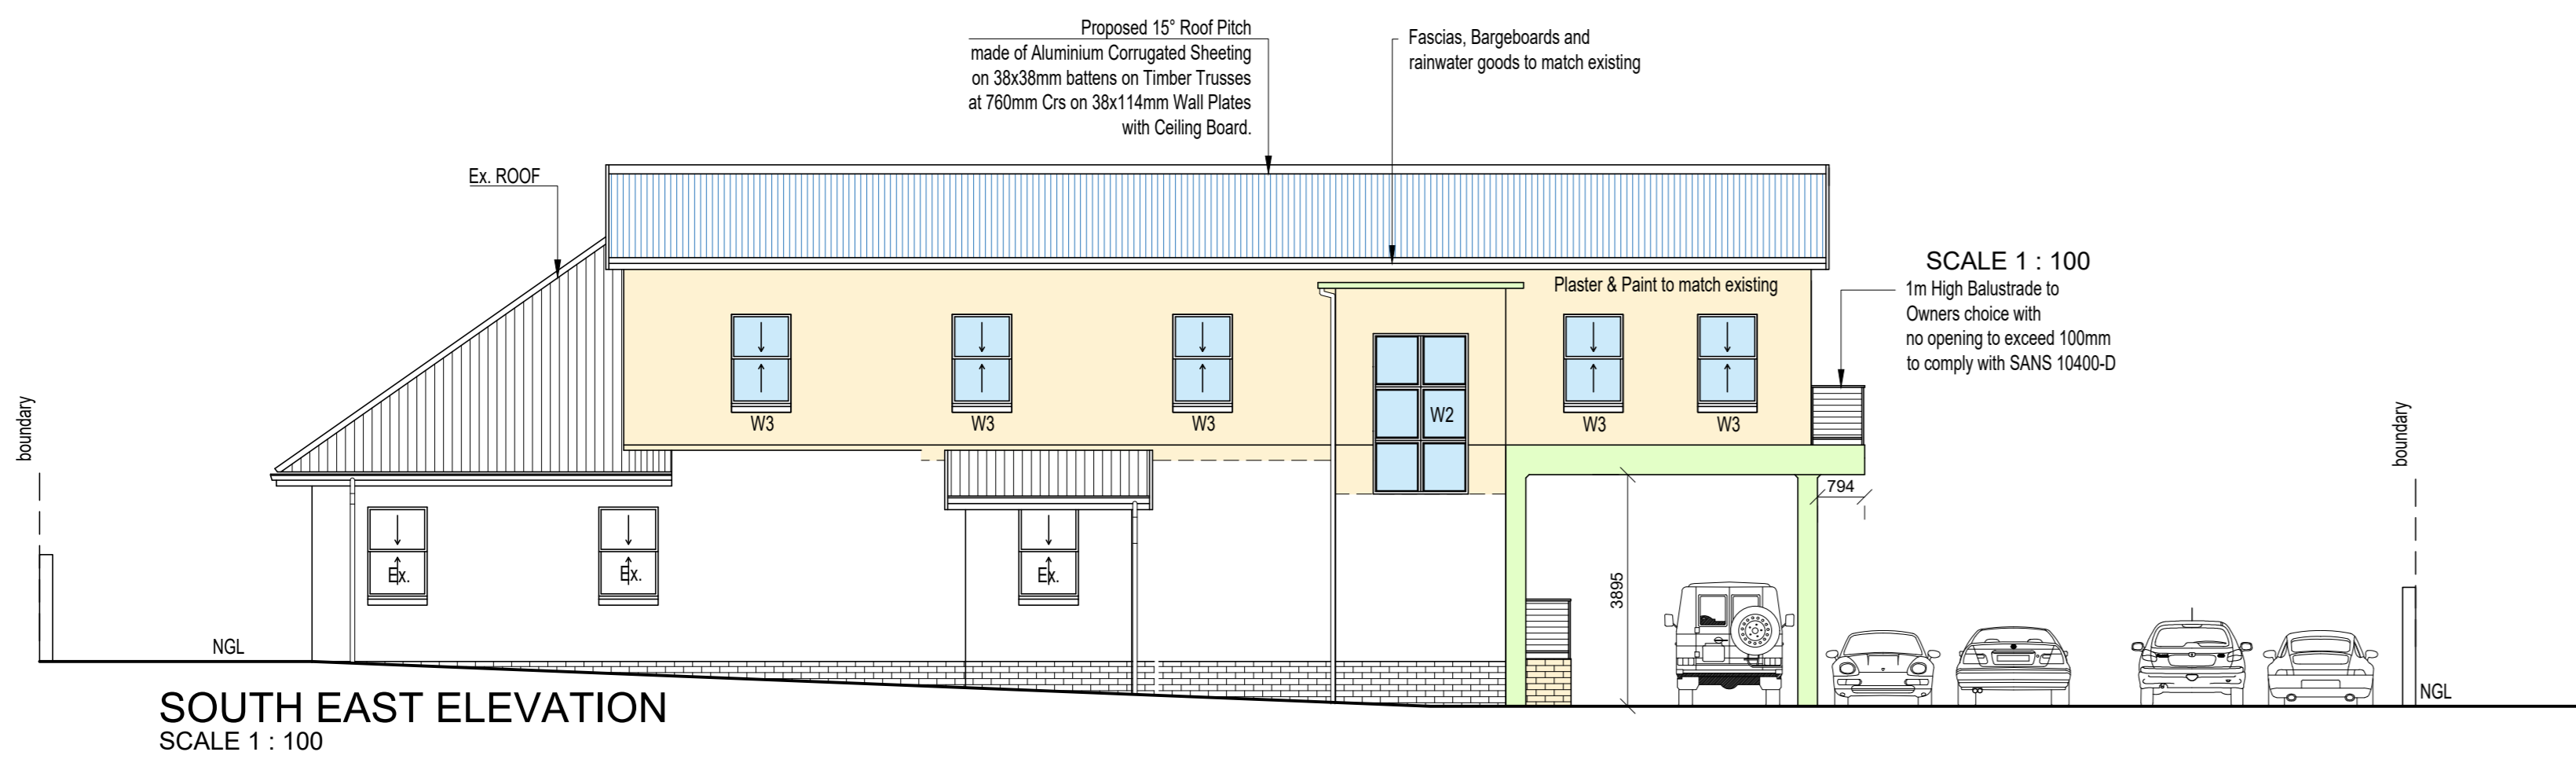 Proposed 15° Roof Pitch
made of Aluminium Corrugated Sheeting
on 38x38mm battens on Timber Trusses
at 760mm Crs on 38x114mm Wall Plates
with Ceiling Board.
Fascias, Bargeboards and
rainwater goods to match existing
Ex. ROOF
SCALE 1 : 100
1m High Balustrade to
Owners choice with
no opening to exceed 100mm
to comply with SANS 10400-D
Plaster & Paint to match existing
W3
W3
W3
W2
W3
W3
boundary
boundary
794
3895
Ex.
Ex.
Ex.
NGL
NGL
SOUTH EAST ELEVATION
SCALE 1 : 100